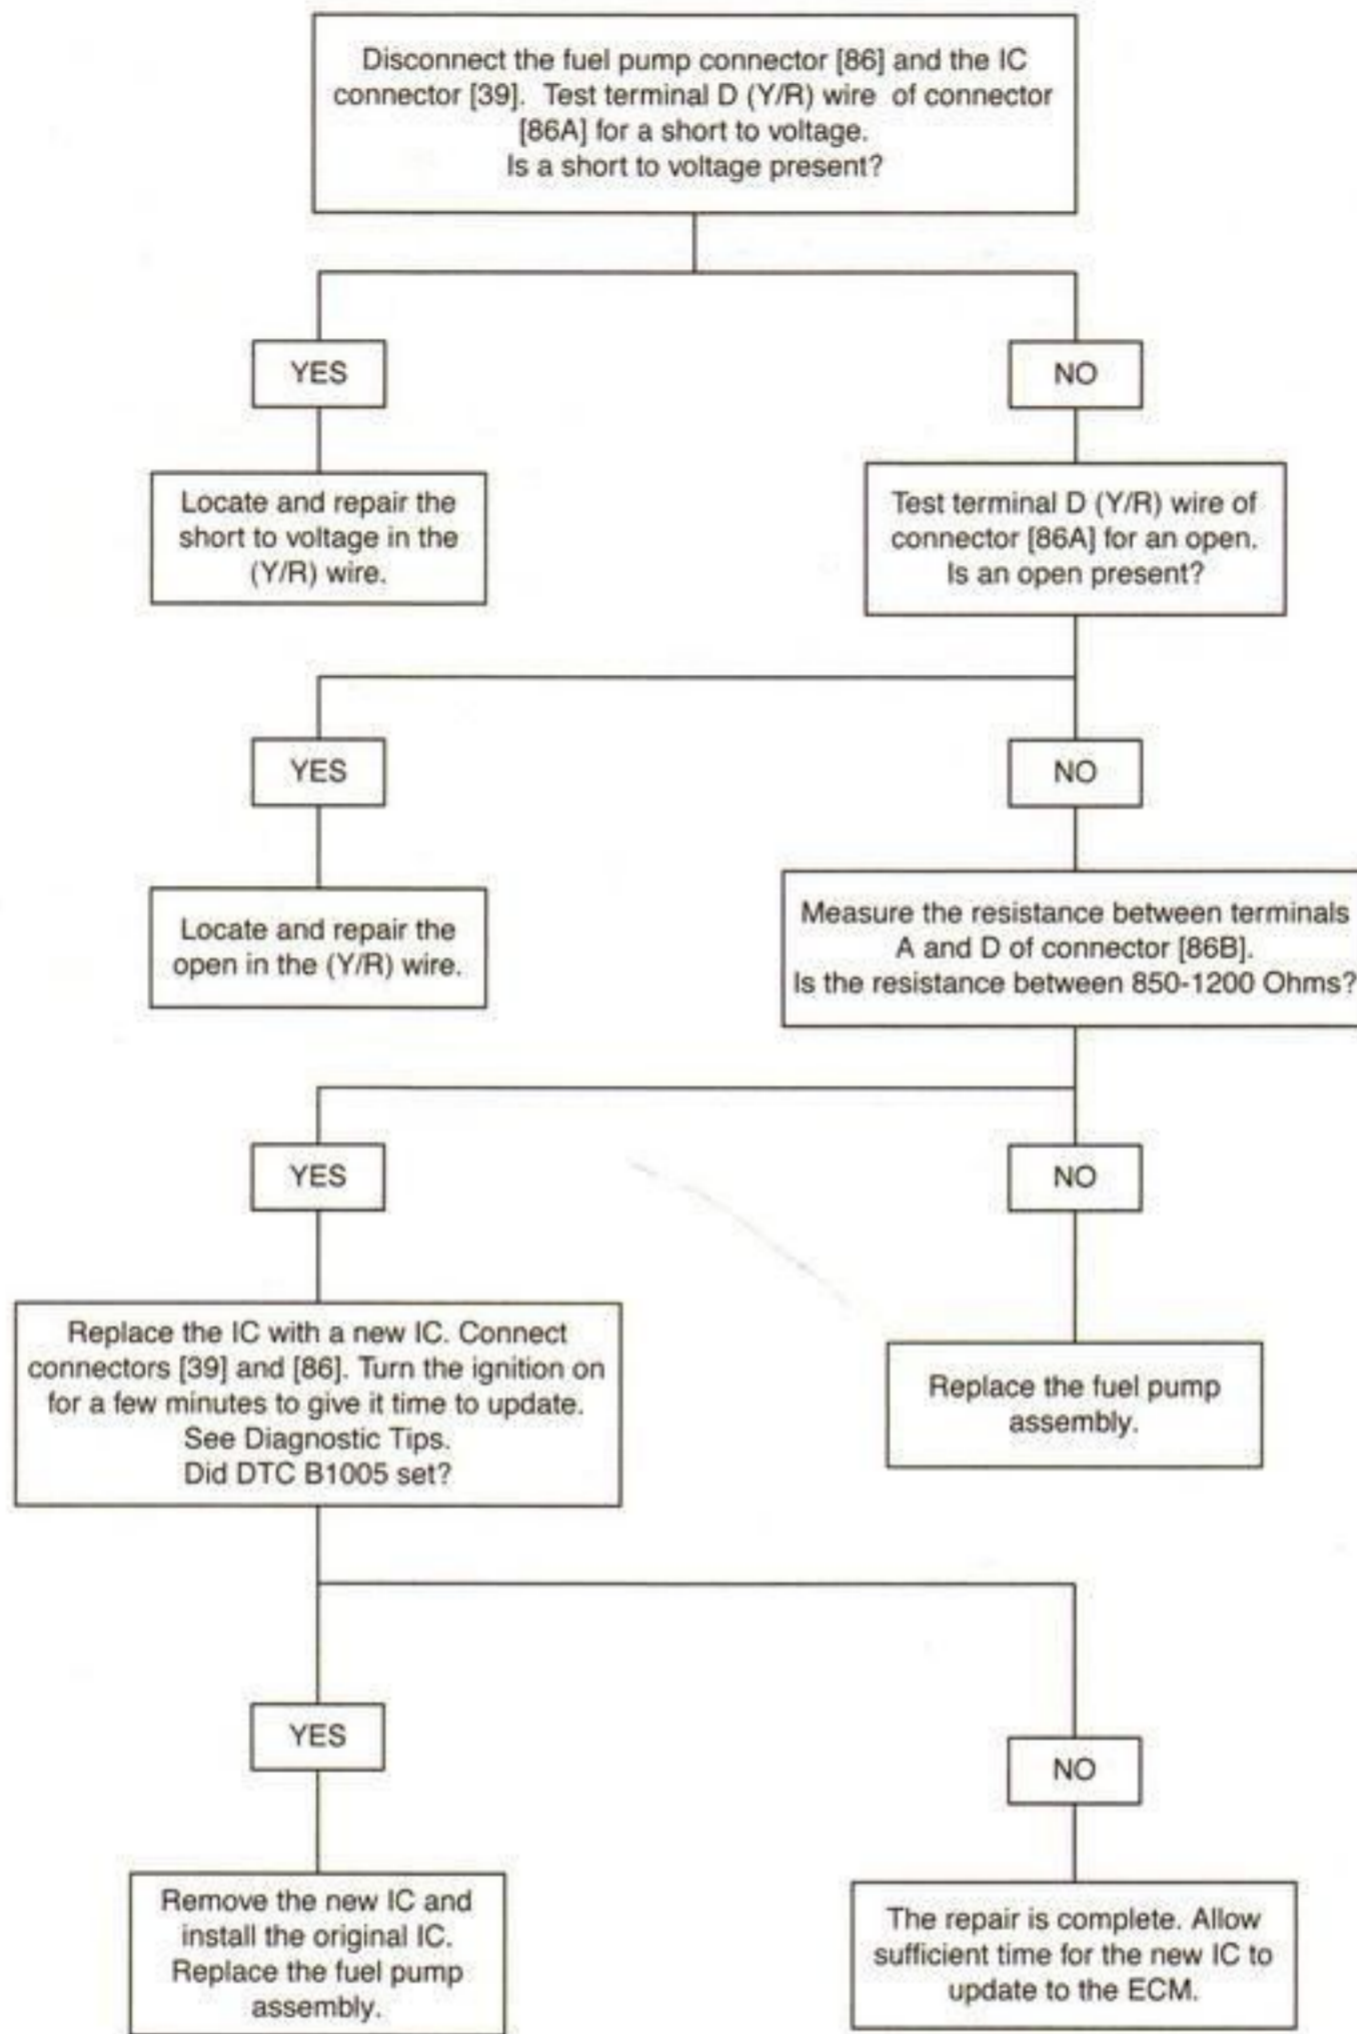 Disconnect the fuel pump connector [86] and the IC
connector [39]. Test terminal D (Y/R) wire of connector
[86A] for a short to voltage.
Is a short to voltage present?
YES
NO
Locate and repair the
short to voltage in the
(Y/R) wire.
Test terminal D (Y/R) wire of
connector [86A] for an open.
Is an open present?
YES
NO
Locate and repair the
open in the (Y/R) wire.
Measure the resistance between terminals
A and D of connector [86B].
Is the resistance between 850-1200 Ohms?
YES
NO
Replace the IC with a new IC. Connect
connectors [39] and [86]. Turn the ignition on
for a few minutes to give it time to update.
See Diagnostic Tips.
Did DTC B1005 set?
Replace the fuel pump
assembly.
YES
NO
Remove the new IC and
install the original IC.
Replace the fuel pump
assembly.
The repair is complete. Allow
sufficient time for the new IC to
update to the ECM.